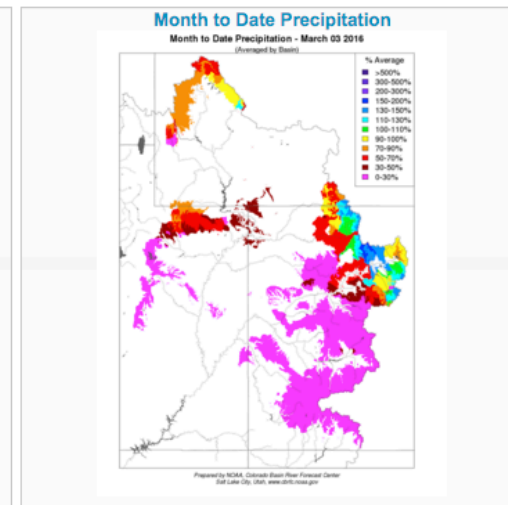 Month to Date Precipitation
Month to Date Precipitation - March 03 2016
(Averaged by Basin)
% Average
>500%
300-500%
200-300%
150-200%
130-150%
110-130%
100-110%
90-100%
70-90%
50-70%
30-50%
0-30%
Prepared by NOAA, Colorado Basin River Forecast Center
Salt Lake City, Utah, www.cbrfc.noaa.gov